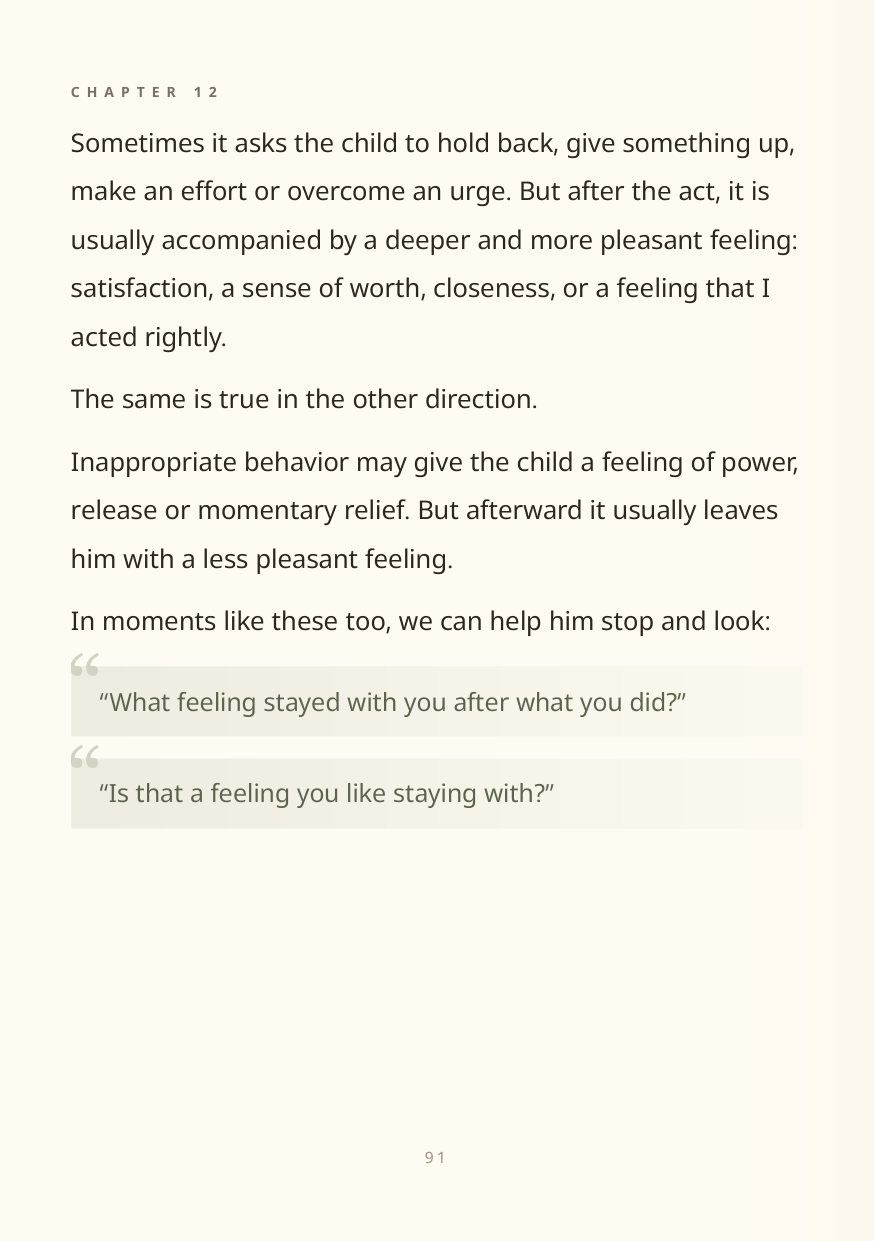 CHAPTER 12
Sometimes it asks the child to hold back, give something up,
make an effort or overcome an urge. But after the act, it is
usually accompanied by a deeper and more pleasant feeling:
satisfaction, a sense of worth, closeness, or a feeling that I
acted rightly.
The same is true in the other direction.
Inappropriate behavior may give the child a feeling of power,
release or momentary relief. But afterward it usually leaves
him with a less pleasant feeling.
In moments like these too, we can help him stop and look:
“
“What feeling stayed with you after what you did?”
“
“Is that a feeling you like staying with?”
91